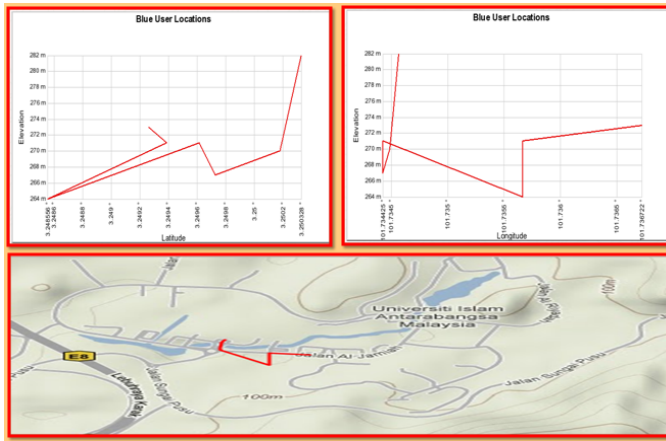 Blue User Locations
282 m
280 m
278 m
276 m
274 m
272 m
270 m
268 m
266 m
264 m
Elevation
3.248556
3.2486
3.2488
3.249
3.2492
3.2494
3.2496
3.2498
3.25
3.2502
3.250328
Latitude
Blue User Locations
282 m
280 m
278 m
276 m
274 m
272 m
270 m
268 m
266 m
264 m
Elevation
101.734425
101.7345
101.735
101.7355
101.736
101.7365
101.736722
Longitude
Universiti Islam
Antarabangsa
Malaysia
100m
E8
Jalan Sungai Pusu
Jalan Al-Jamiah
Jalan Sungai Pusu
100m